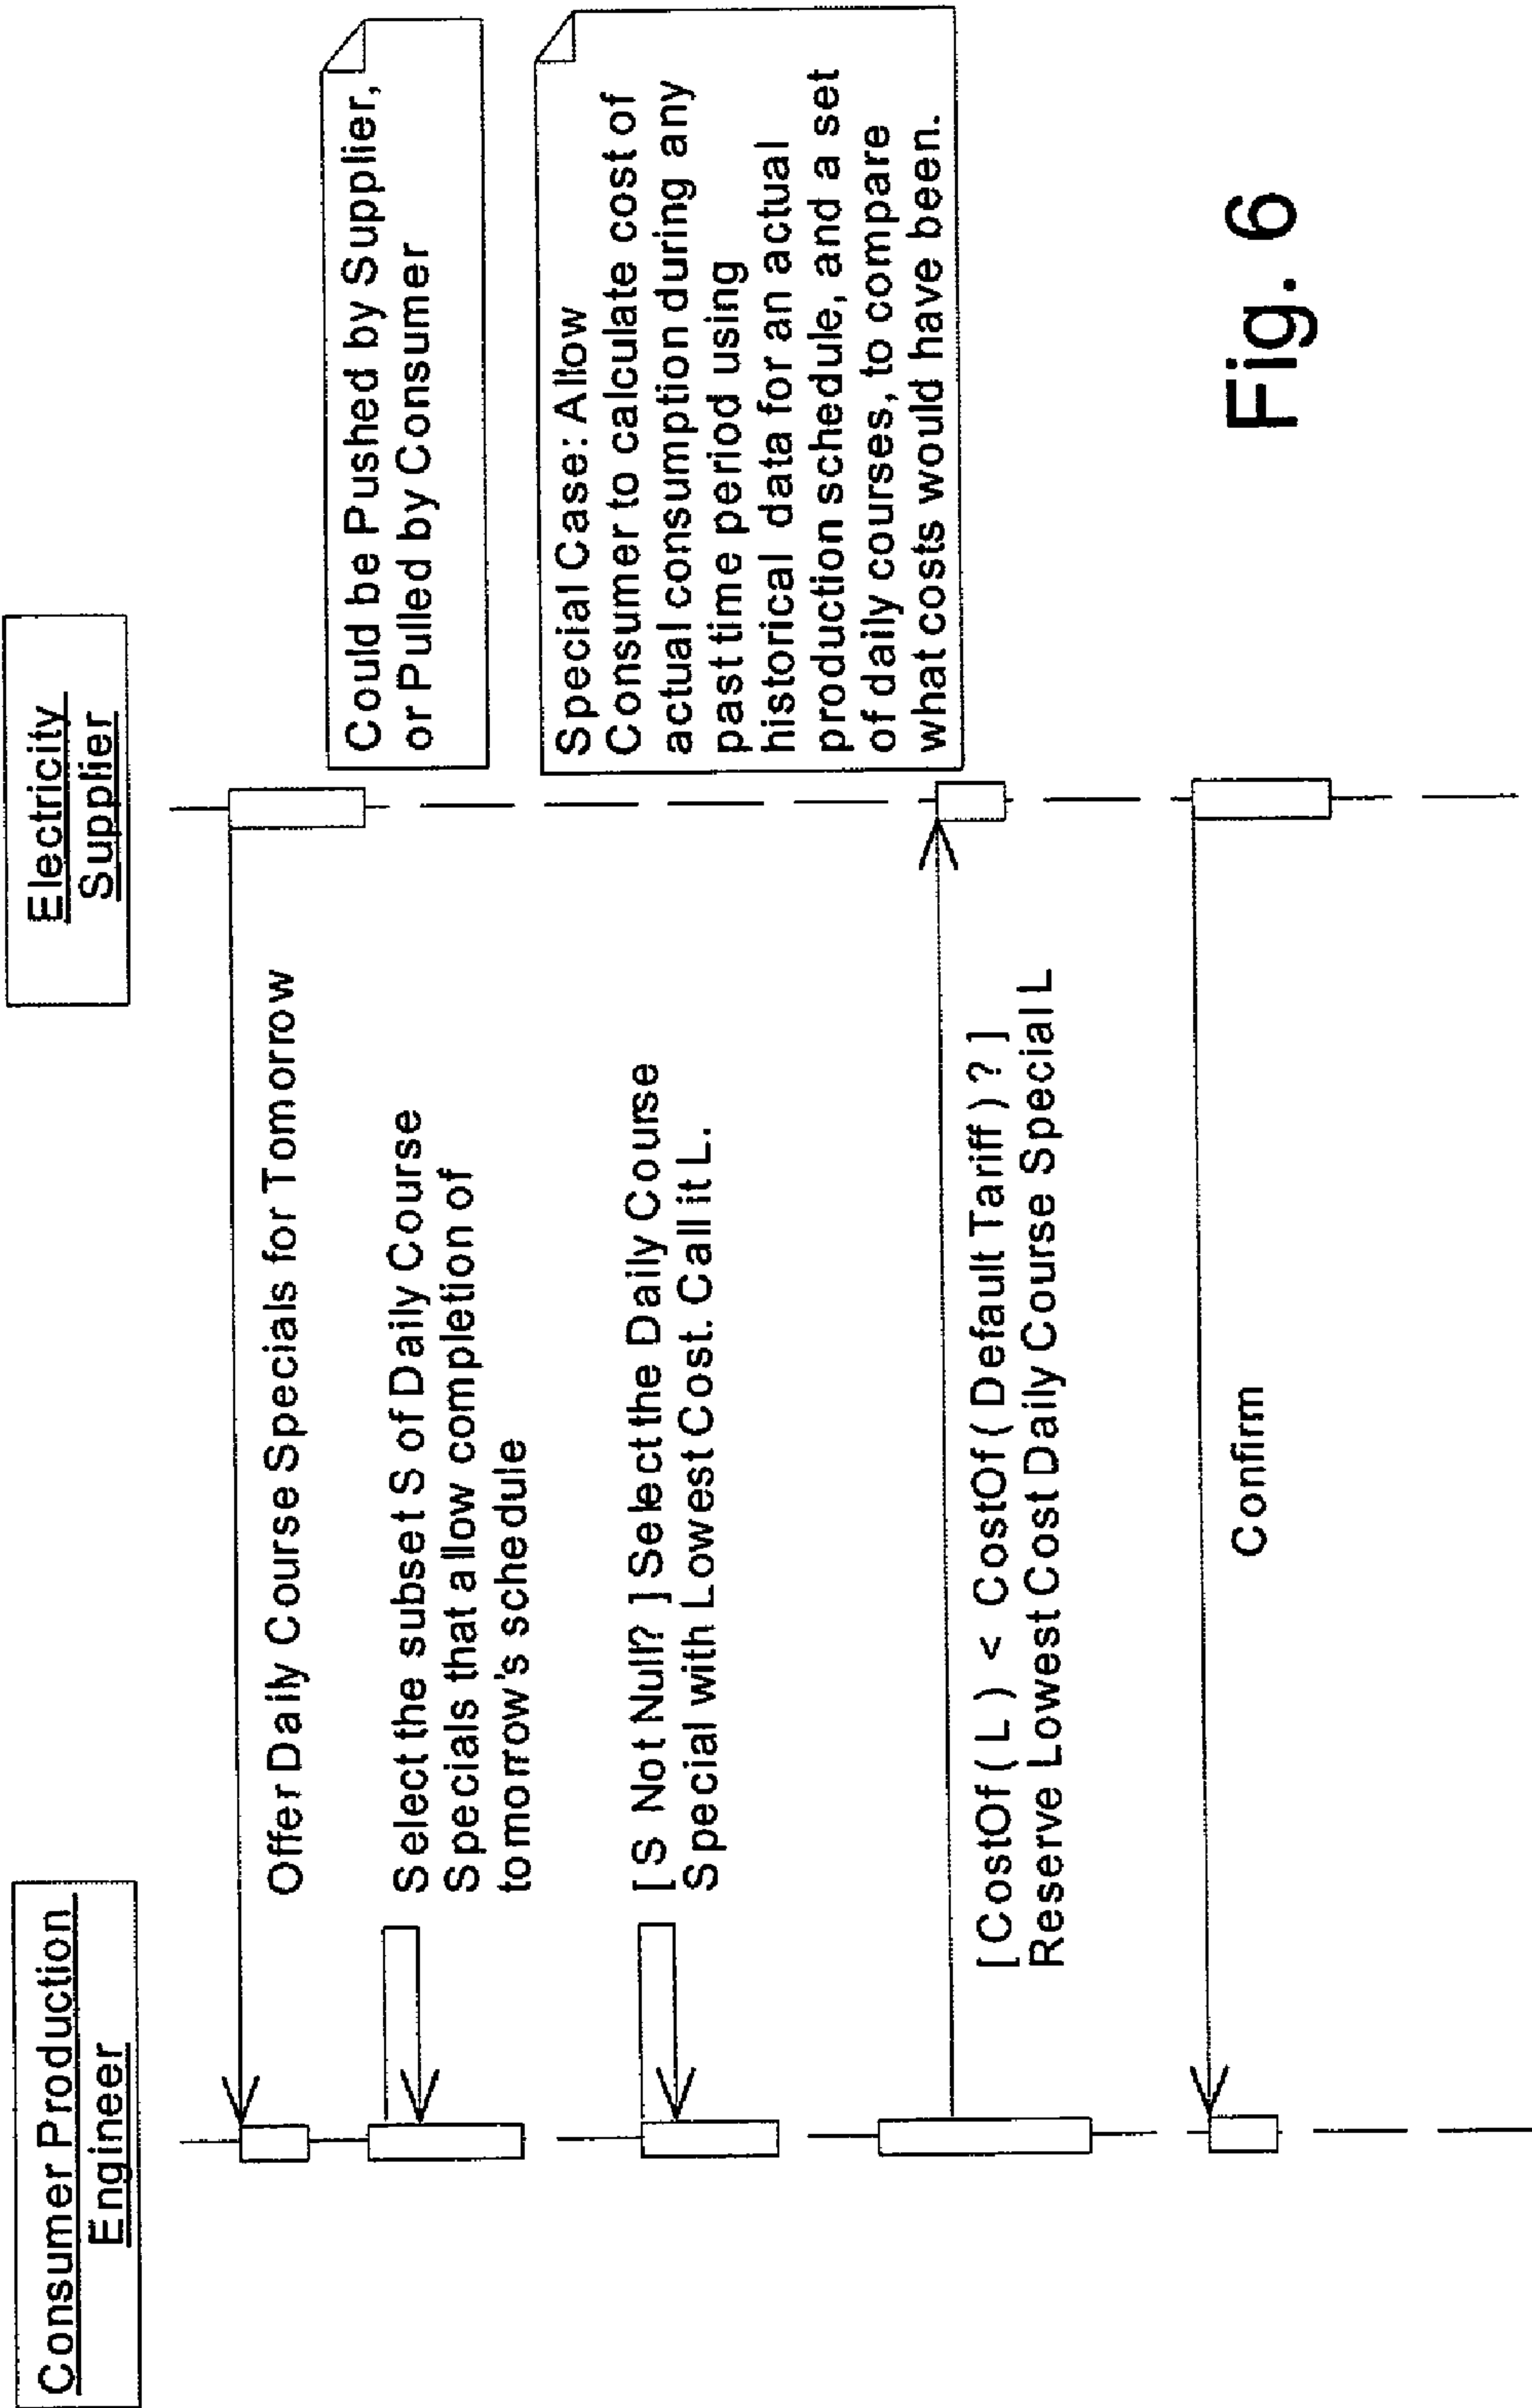 Consumer Production
Engineer
Electricity
Supplier
Offer Daily Course Specials for Tomorrow
Could be Pushed by Supplier,
or Pulled by Consumer
Select the subset S of Daily Course
Specials that allow completion of
tomorrow's schedule
Special Case: Allow
Consumer to calculate cost of
actual consumption during any
past time period using
historical data for an actual
production schedule, and a set
of daily courses, to compare
what costs would have been.
[ S Not Null? ] Select the Daily Course
Special with Lowest Cost. Call it L.
[ CostOf ( L ) < CostOf ( Default Tariff ) ? ]
Reserve Lowest Cost Daily Course Special L
Confirm
Fig. 6